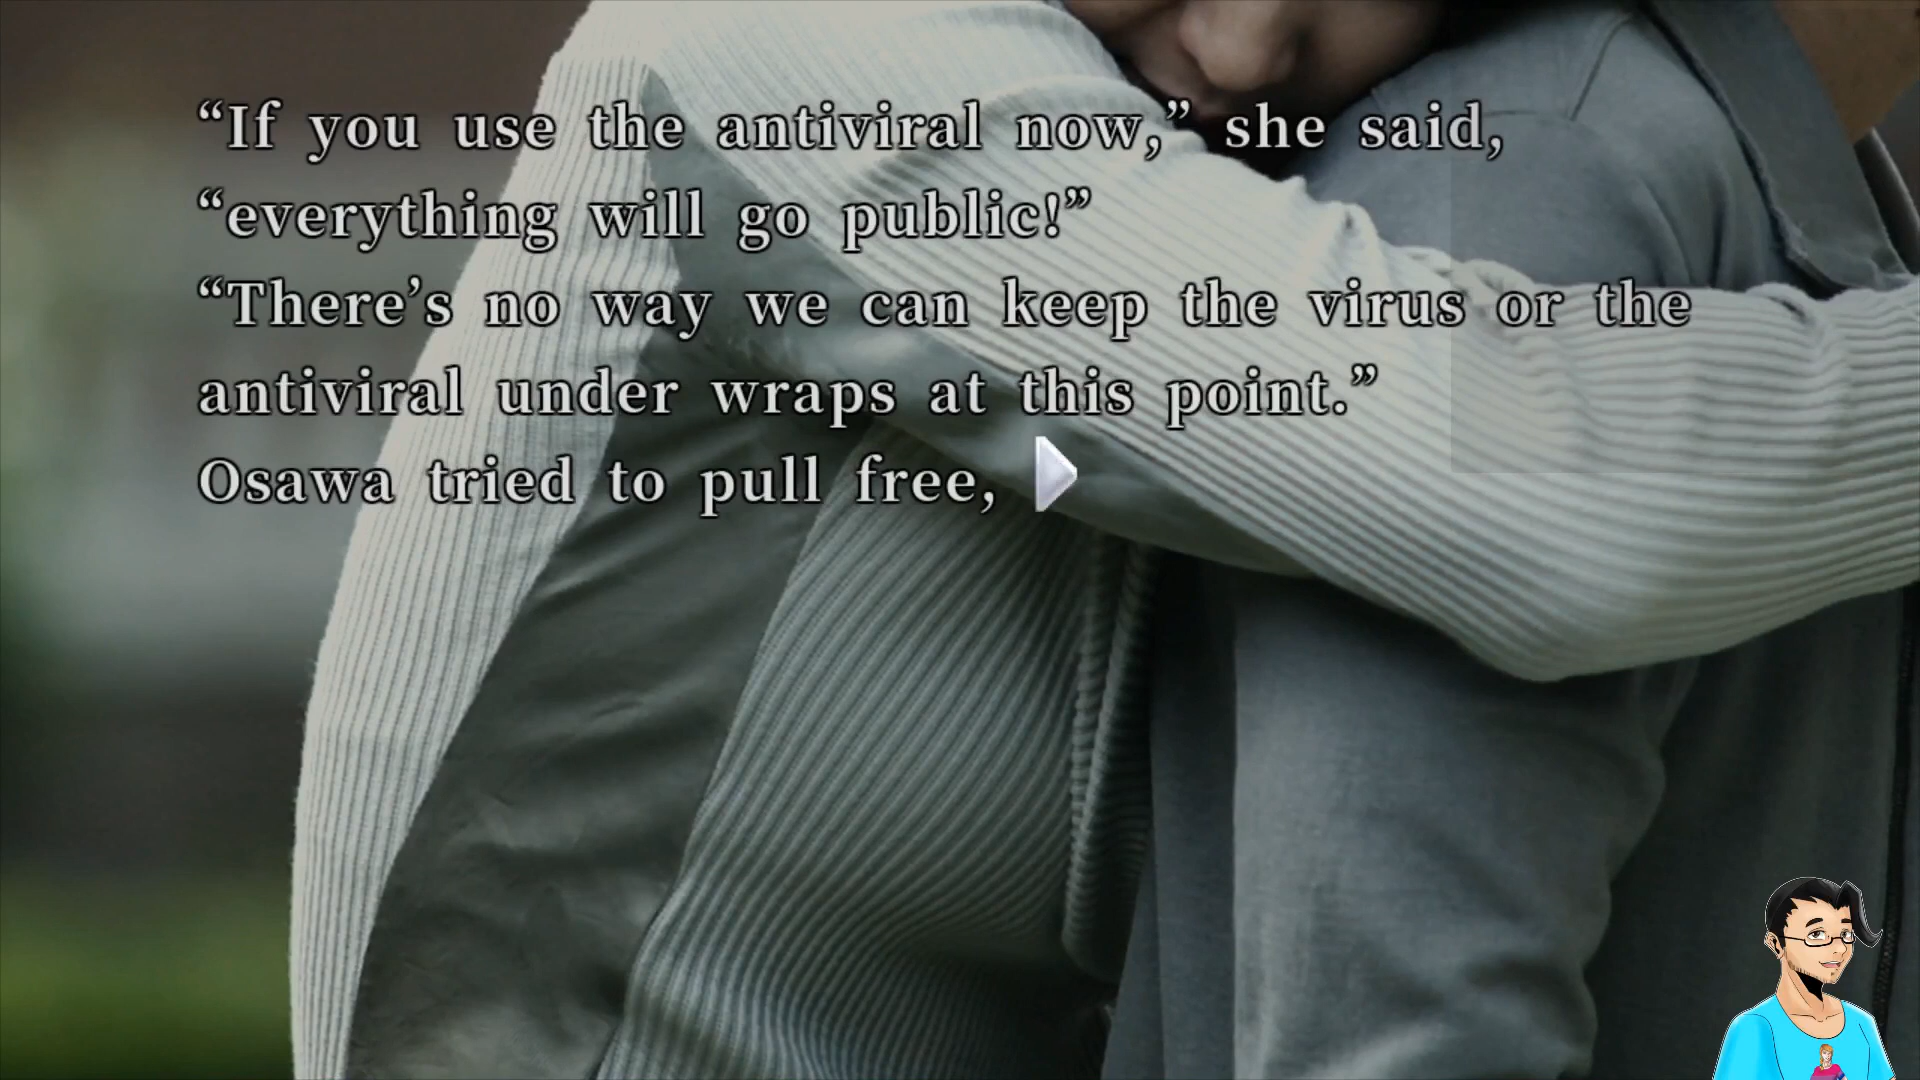 “If you use the antiviral now,” she said,
“everything will go public!”
“There’s no way we can keep the virus or the
antiviral under wraps at this point.”
Osawa tried to pull free,